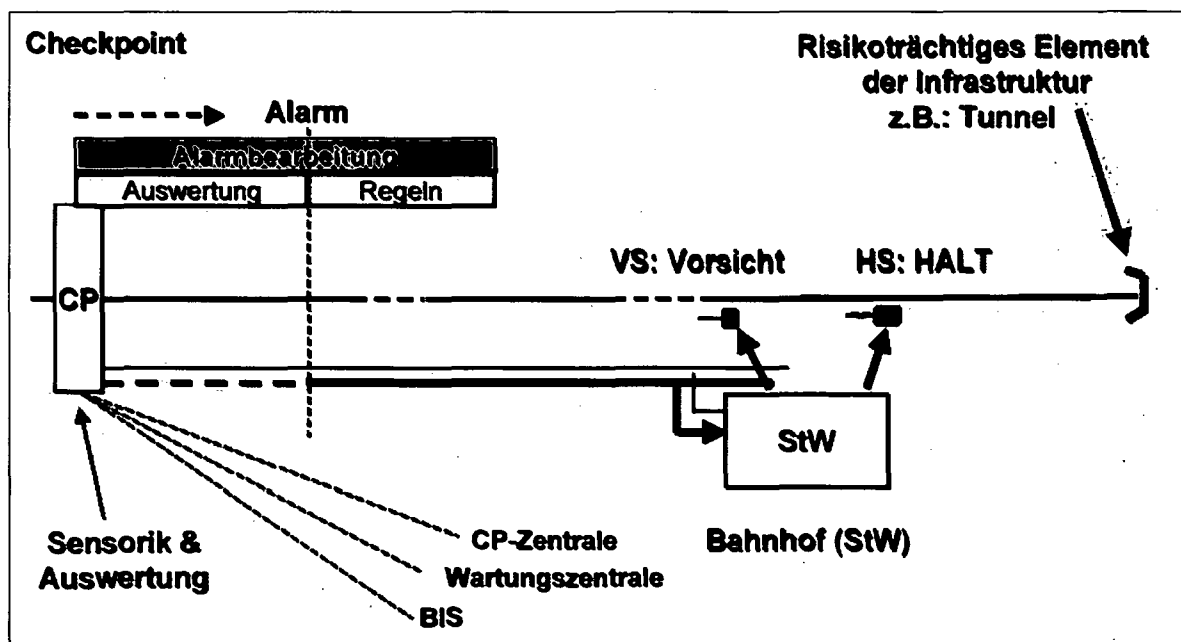 Checkpoint
Risikoträchtiges Element
der Infrastruktur
z.B.: Tunnel
Alarm
Alarmbearbeitung
Auswertung
Regeln
CP
VS: Vorsicht
HS: HALT
StW
Bahnhof (StW)
Sensorik &
Auswertung
CP-Zentrale
Wartungszentrale
BIS